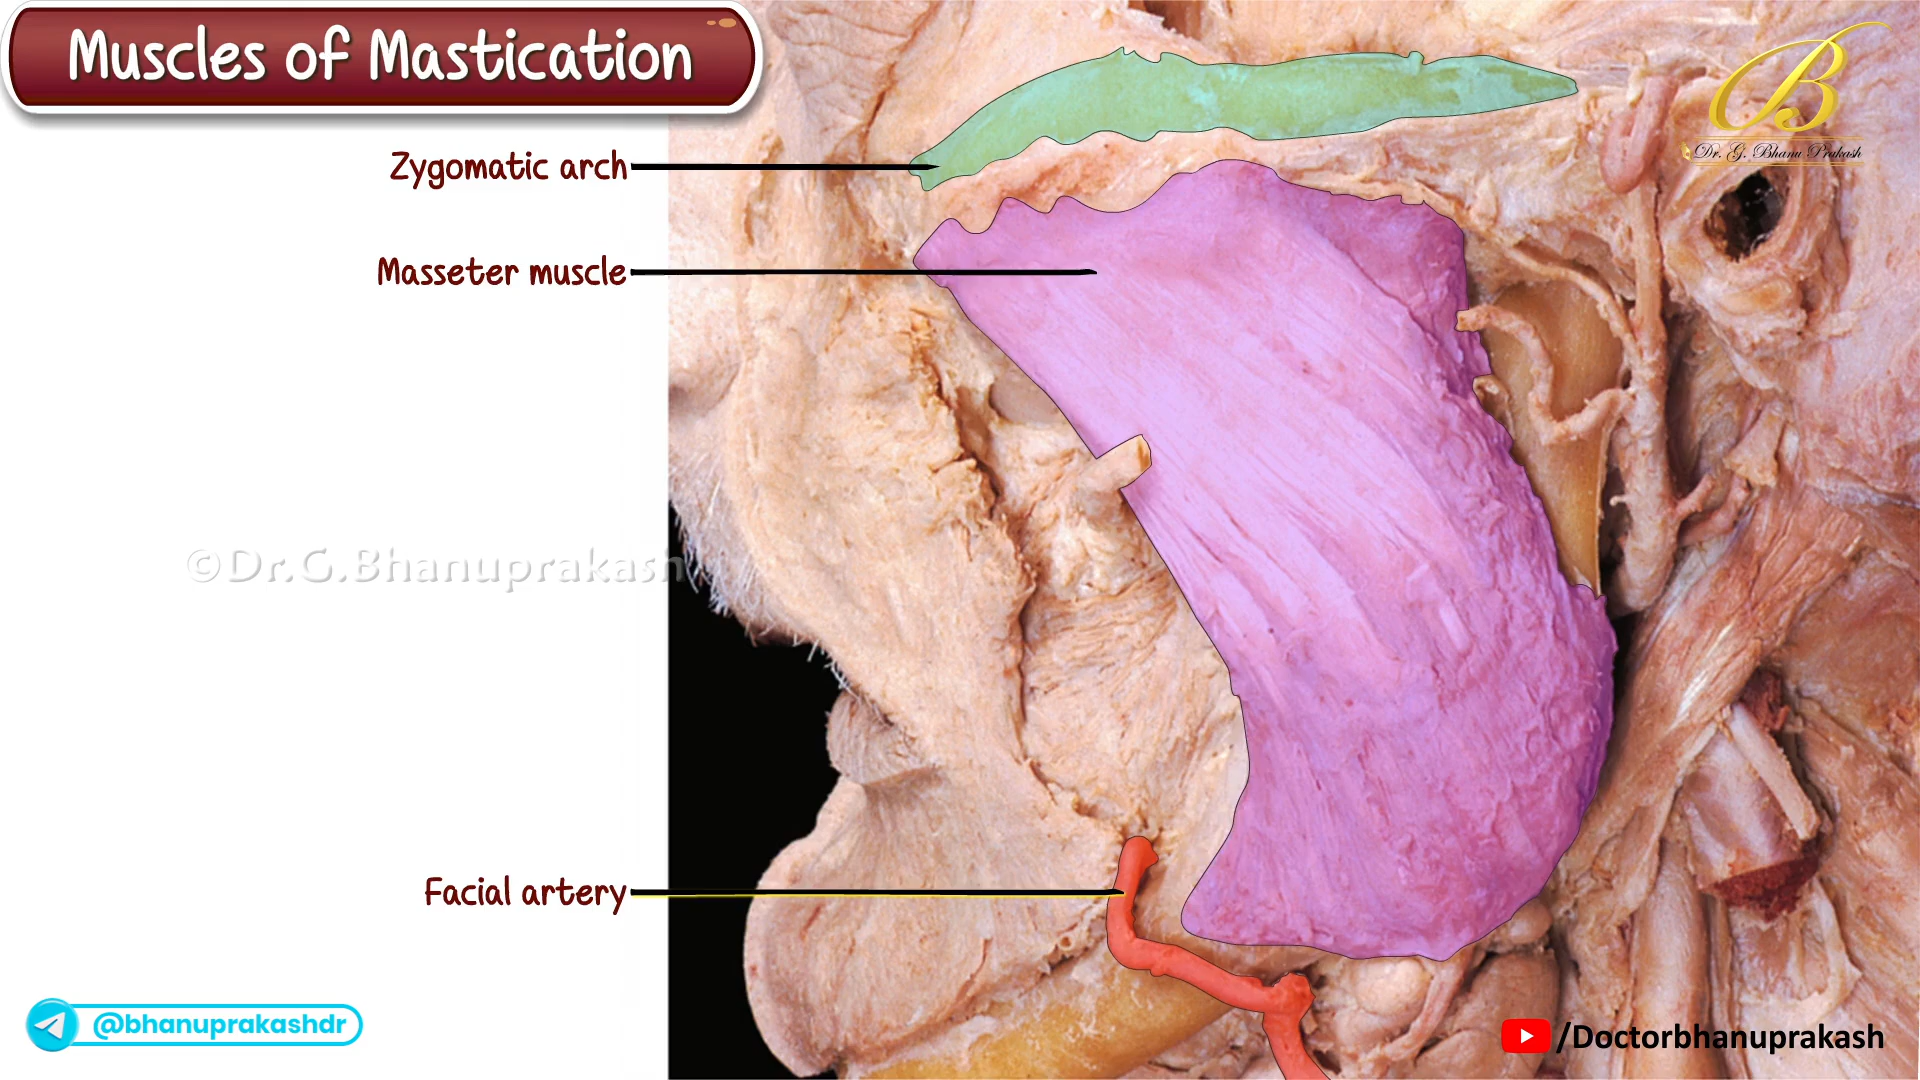 Muscles of Mastication
Dr. G. Bhanu Prakash
Zygomatic arch
Masseter muscle
©Dr.G.Bhanuprakash
Facial artery
@bhanuprakashdr
/Doctorbhanuprakash